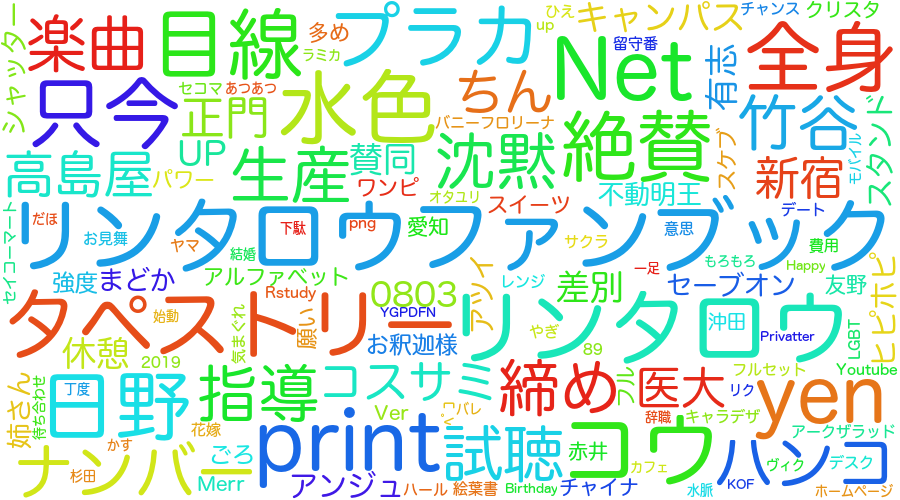 シャッター
楽曲
目線
プラカ
多め
ラミカ
ひえ
up
キャンパス
チャンス
クリスタ
留守番
Net
有志
全身
只今
セコマ
あつあつ
正門
水色
ちん
バニーフロリーナ
竹谷
スタンド
高島屋
UP
パワー
生産
賛同
ワンピ
沈黙
絶賛
スケブ
新宿
モバイル
オタユリ
スイーツ
不動明王
デート
リンタロウファンブック
だほ
お見舞
ヤマ
下駄
結婚
png
愛知
サクラ
意思
費用
セイコーマート
強度
まどか
アルファベット
Rstudy
0803
YGPDFN
アツイ
レンジ
差別
一足
もろもろ
Happy
セーブオン
友野
ヒピホピ
タペストリー
リンタロウ
始動
気まぐれ
願い
お釈迦様
やぎ
89
沖田
Privatter
LGBT
休憩
2019
Youtube
姉さん
待ち合わせ
丁度
日野
指導
コスサミ
締め
フル
医大
フルセット
リク
yen
かす
花嫁
print
Ver
試聴
コウ
辞職
キャラデザ
アークザラッド
ナンバー
杉田
ごろ
Merr
アンジュ
ハール
絵葉書
Birthday
チャイナ
赤井
カフェ
水脈
ハンコ
KOF
ヴィク
デスク
ホームページ